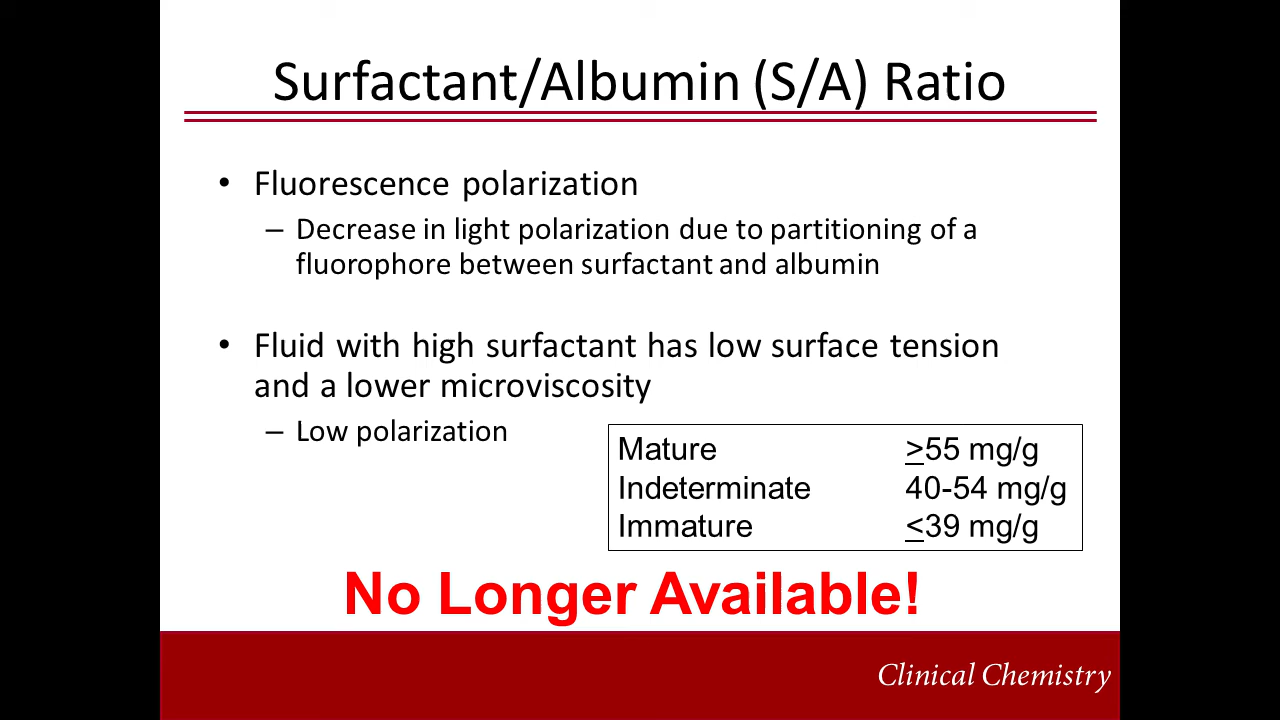 Surfactant/Albumin (S/A) Ratio
• Fluorescence polarization
– Decrease in light polarization due to partitioning of a
fluorophore between surfactant and albumin
• Fluid with high surfactant has low surface tension
and a lower microviscosity
– Low polarization
Mature ≥55 mg/g
Indeterminate 40-54 mg/g
Immature ≤39 mg/g
No Longer Available!
Clinical Chemistry